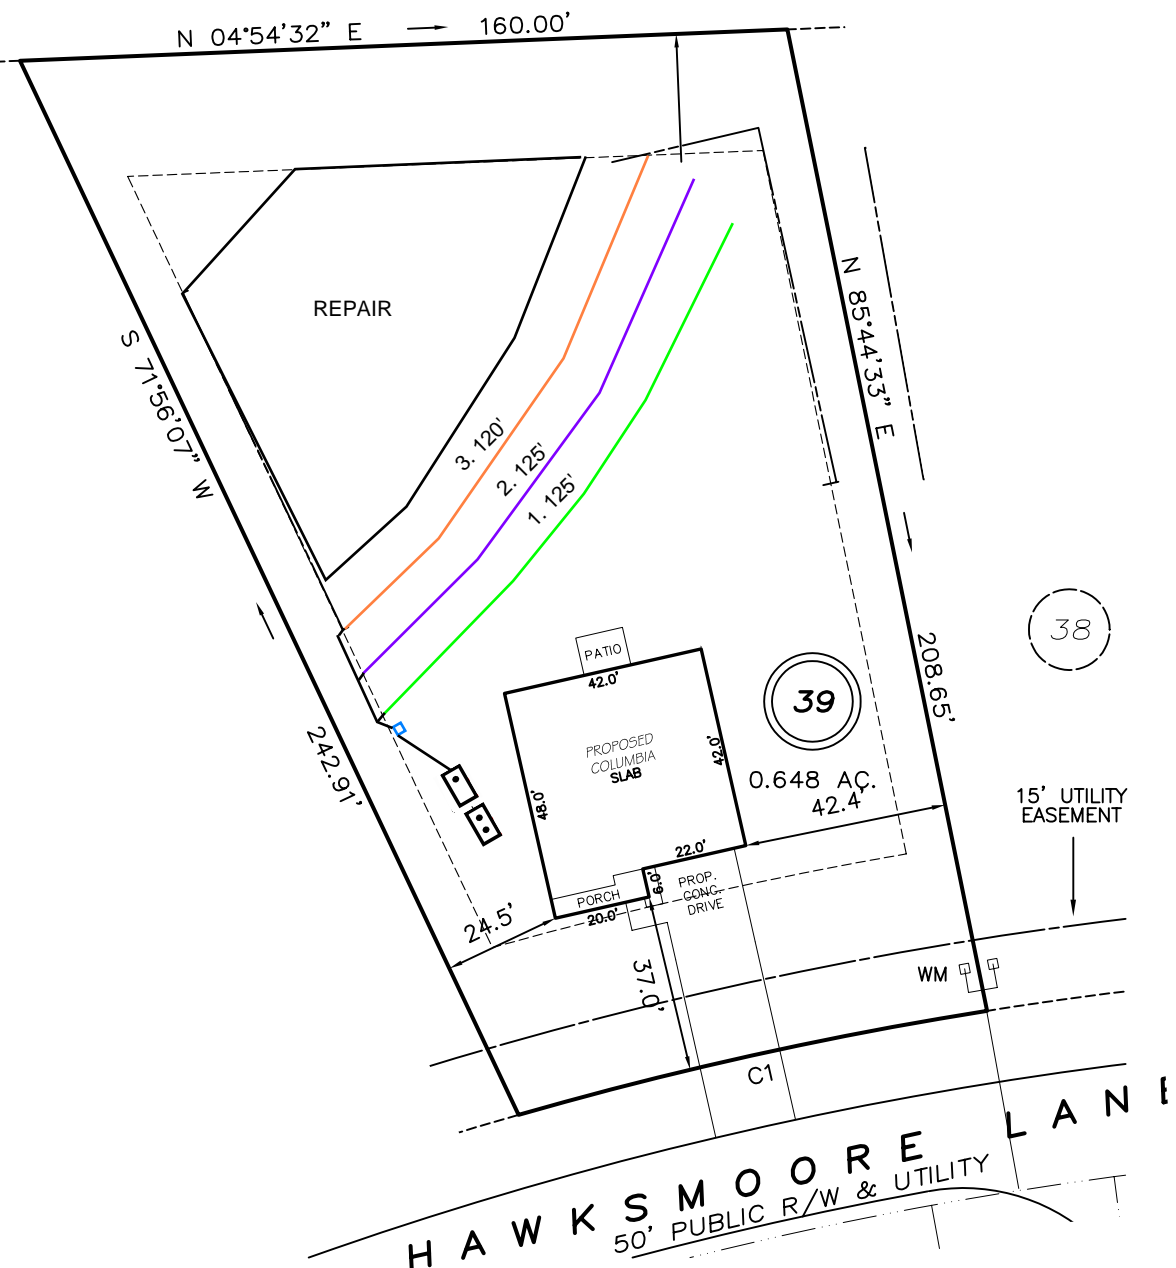 N 04°54'32" E
160.00'
REPAIR
N 85°44'33" E
S 71°56'07" W
3. 120'
2. 125'
1. 125'
38
208.65'
PATIO
42.0'
39
PROPOSED
COLUMBIA
SLAB
42.0'
0.648 AC.
42.4'
242.91'
48.0'
15' UTILITY
EASEMENT
22.0'
6.0'
PROP.
CONC.
DRIVE
PORCH
20.0'
24.5'
37.0'
WM
C1
HAWKSMOORE LANE
50' PUBLIC R/W & UTILITY